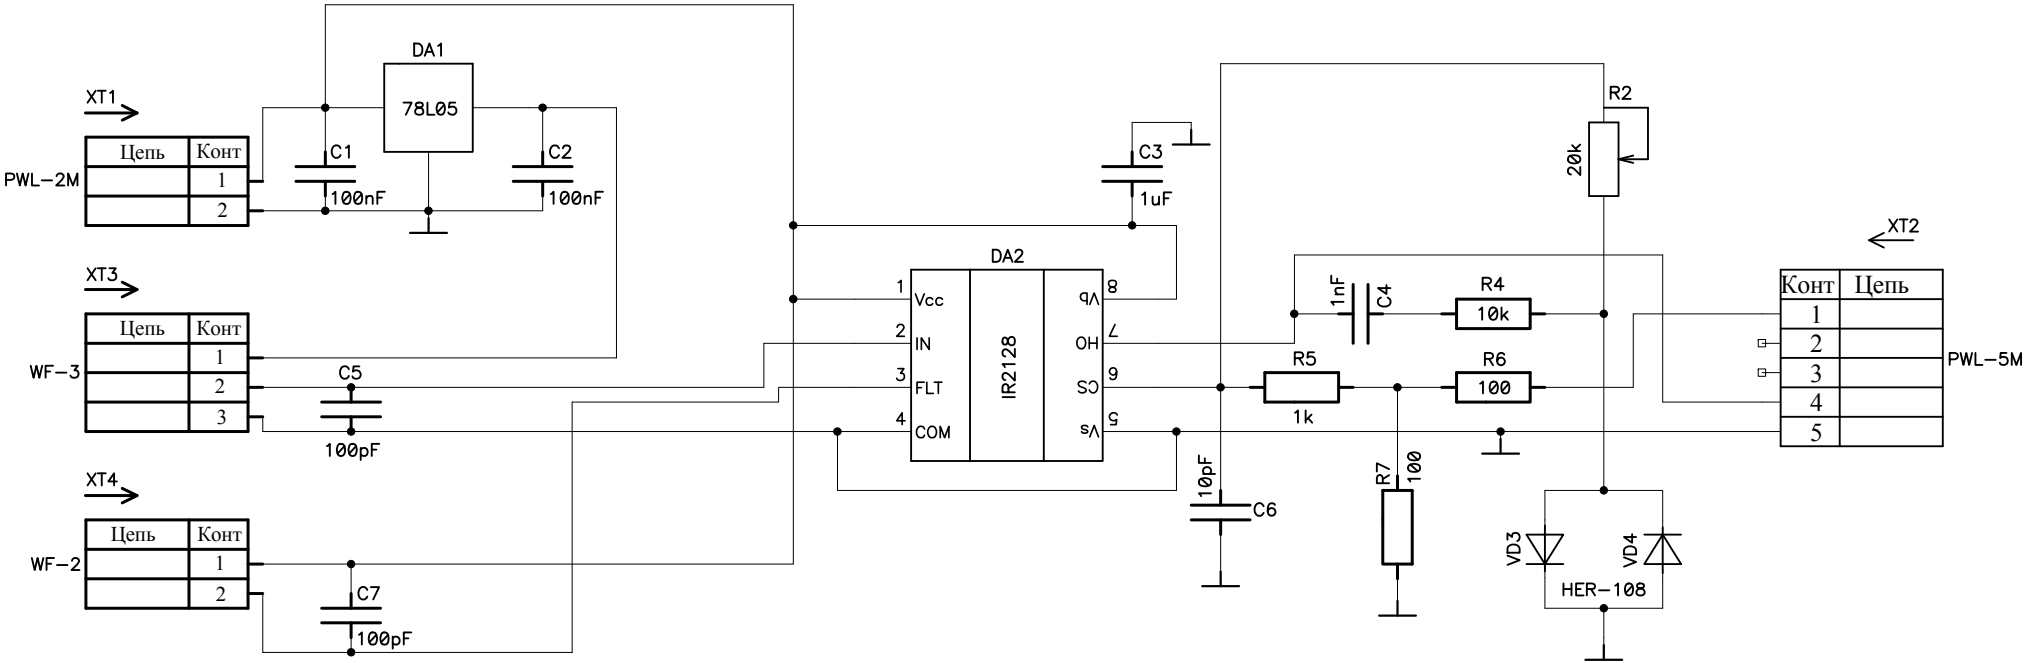 DA1
78L05
XT1
Цепь Конт
1
2
PWL-2M
C1
100nF
C2
100nF
XT3
Цепь Конт
1
2
3
WF-3
C5
100pF
XT4
Цепь Конт
1
2
WF-2
C7
100pF
C3
1uF
DA2
IR2128
1 Vcc
2 IN
3 FLT
4 COM
8 Vb
7 HO
6 CS
5 Vs
R2
20k
1nF
C4
R4
10k
R5
1k
R6
100
R7
100
10pF
C6
VD3
VD4
HER-108
XT2
Конт Цепь
1
2
3
4
5
PWL-5M